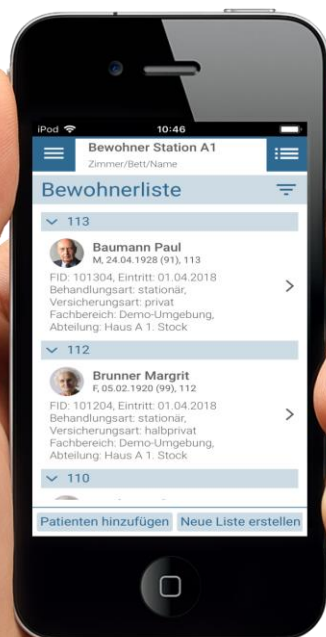 iPod 10:46
Bewohner Station A1
Zimmer/Bett/Name
Bewohnerliste
113
Baumann Paul
M, 24.04.1928 (91), 113
FID: 101304, Eintritt: 01.04.2018
Behandlungsart: stationär,
Versicherungsart: privat
Fachbereich: Demo-Umgebung,
Abteilung: Haus A 1. Stock
112
Brunner Margrit
F, 05.02.1920 (99), 112
FID: 101204, Eintritt: 01.04.2018
Behandlungsart: stationär,
Versicherungsart: halbprivat
Fachbereich: Demo-Umgebung,
Abteilung: Haus A 1. Stock
110
Patienten hinzufügen Neue Liste erstellen